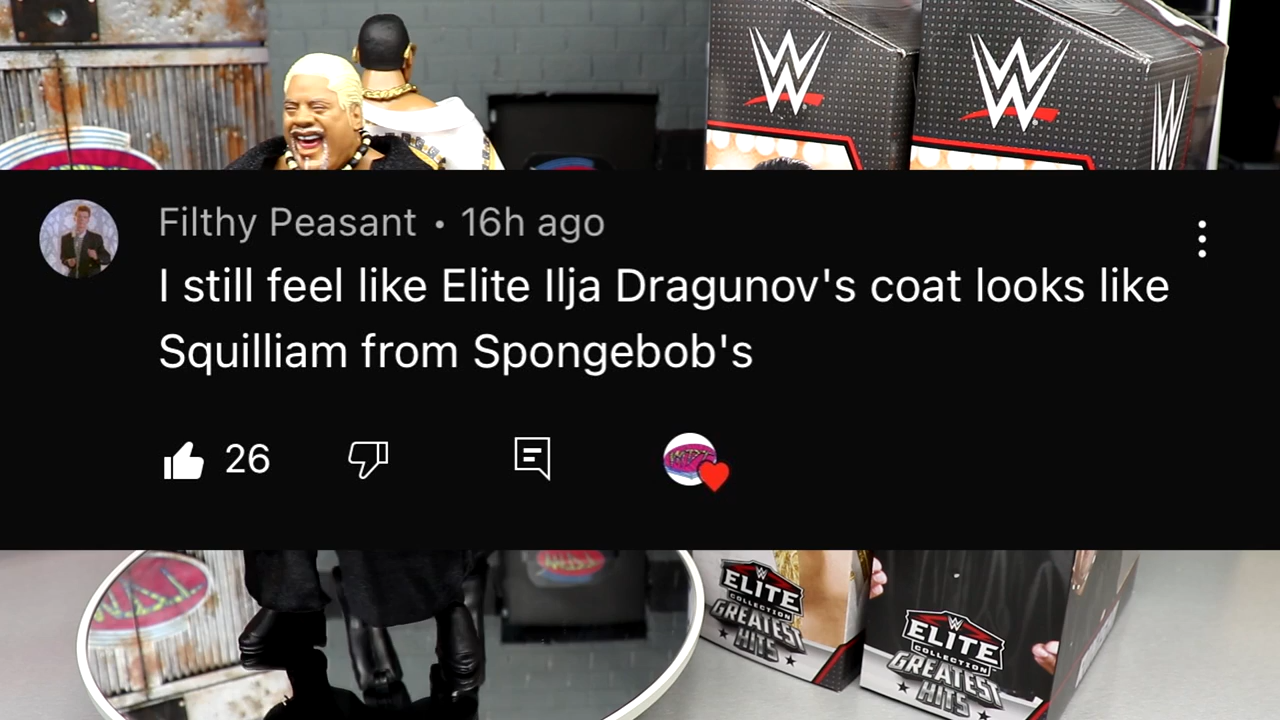 W
W
W
Filthy Peasant • 16h ago
I still feel like Elite Ilja Dragunov's coat looks like
Squilliam from Spongebob's
26
ELITE
COLLECTION
GREATEST
HITS
ELITE
COLLECTION
GREATEST
HITS